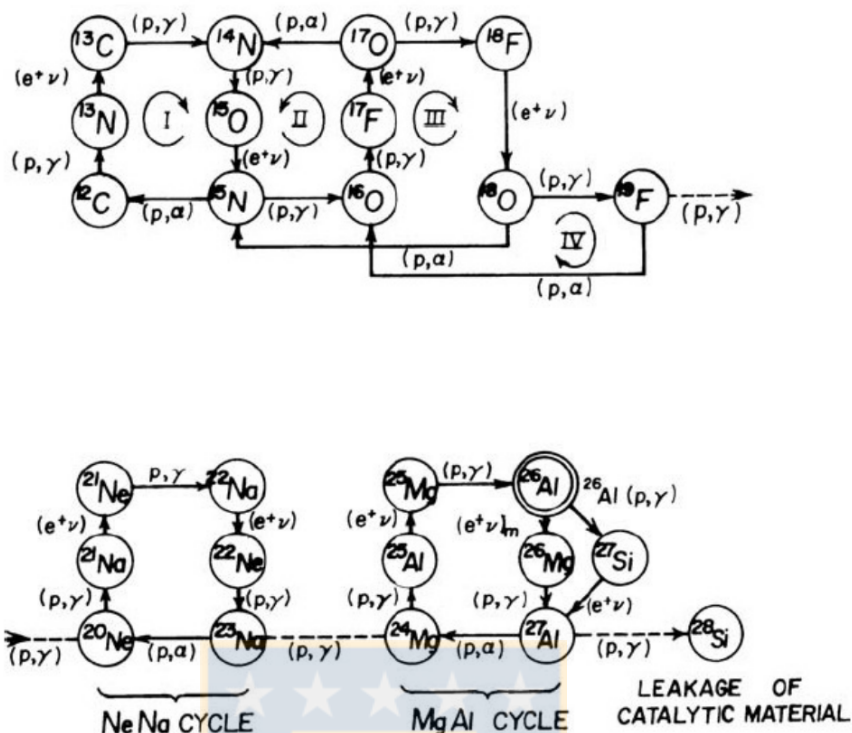 ¹³C (p,γ) ¹⁴N (p,α) ¹⁷O (p,γ) ¹⁸F
(e⁺ν) (p,γ) (e⁺ν)
¹³N I ¹⁵O II ¹⁷F III (e⁺ν)
(p,γ) (e⁺ν) (p,γ)
¹²C (p,α) ¹⁵N (p,γ) ¹⁶O ¹⁸O (p,γ) ¹⁹F (p,γ)
IV
(p,α)
(p,α)
²¹Ne p,γ ²²Na ²⁵Mg (p,γ) ²⁶Al ²⁶Al(p,γ)
(e⁺ν) (e⁺ν) (e⁺ν) (e⁺ν)]m
²¹Na ²²Ne ²⁵Al ²⁶Mg ²⁷Si
(p,γ) (p,γ) (p,γ) (p,γ) (e⁺ν)
(p,γ) ²⁰Ne (p,α) ²³Na (p,γ) ²⁴Mg (p,α) ²⁷Al (p,γ) ²⁸Si
NeNa CYCLE MgAl CYCLE
LEAKAGE OF
CATALYTIC MATERIAL